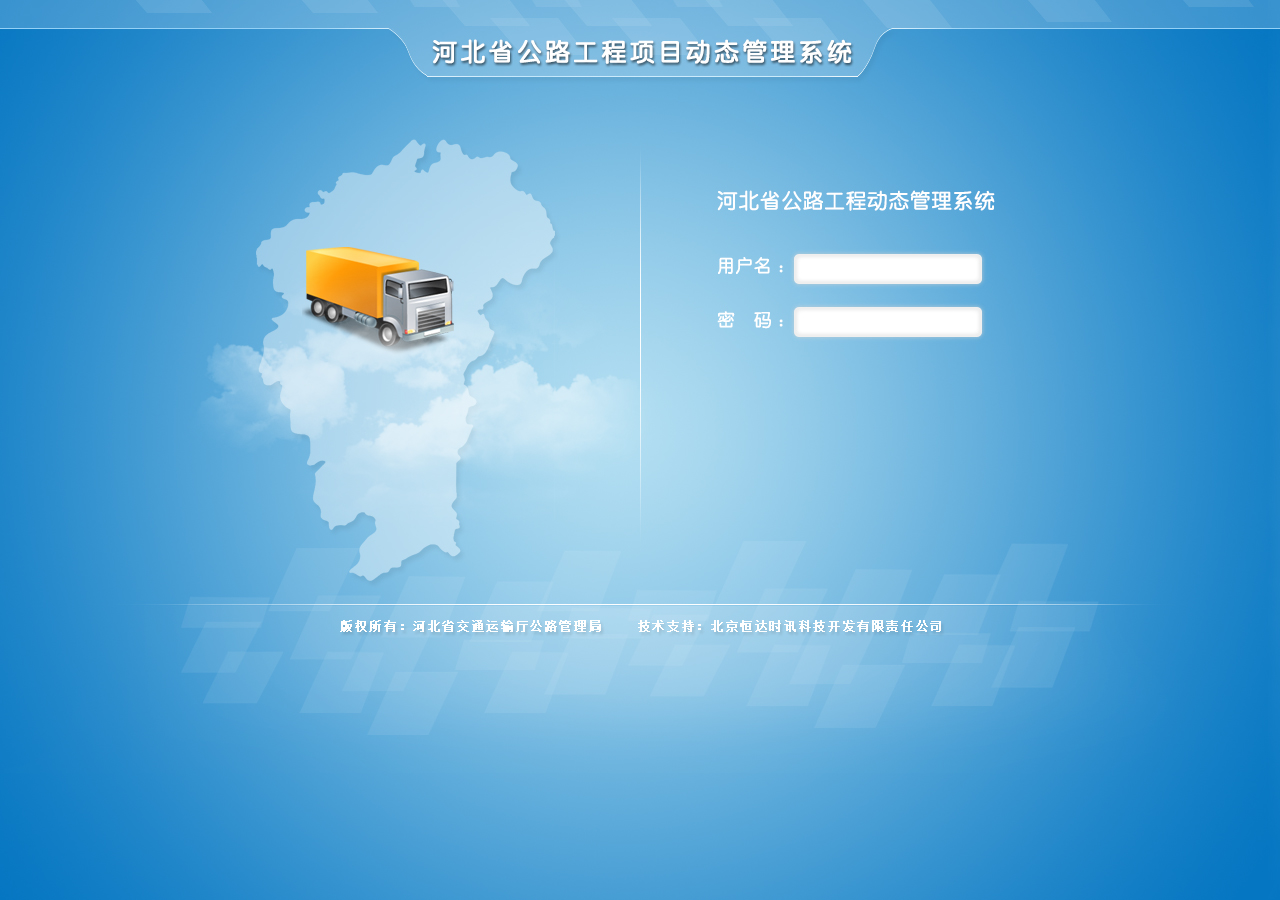 河北省公路工程项目动态管理系统
河北省公路工程动态管理系统
用户名：
密 码：
版权所有：河北省交通运输厅公路管理局 技术支持：北京恒达时讯科技开发有限责任公司